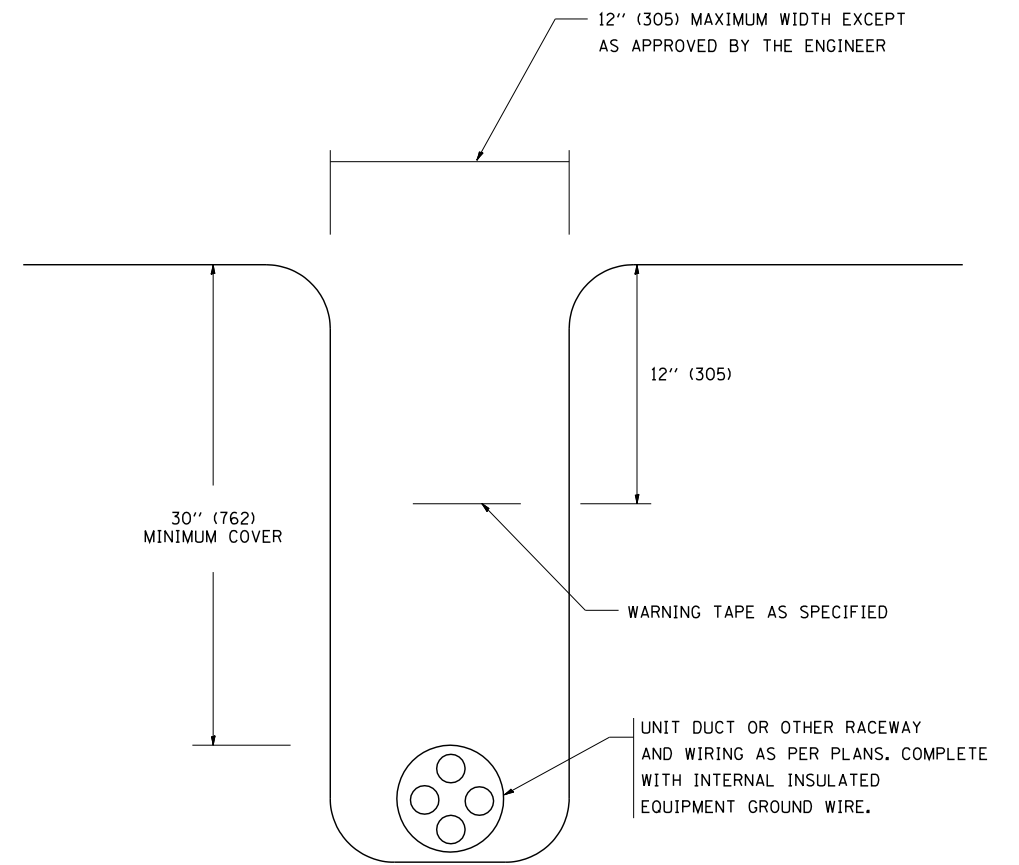 12'' (305) MAXIMUM WIDTH EXCEPT
AS APPROVED BY THE ENGINEER
12'' (305)
30'' (762)
MINIMUM COVER
WARNING TAPE AS SPECIFIED
UNIT DUCT OR OTHER RACEWAY
AND WIRING AS PER PLANS. COMPLETE
WITH INTERNAL INSULATED
EQUIPMENT GROUND WIRE.